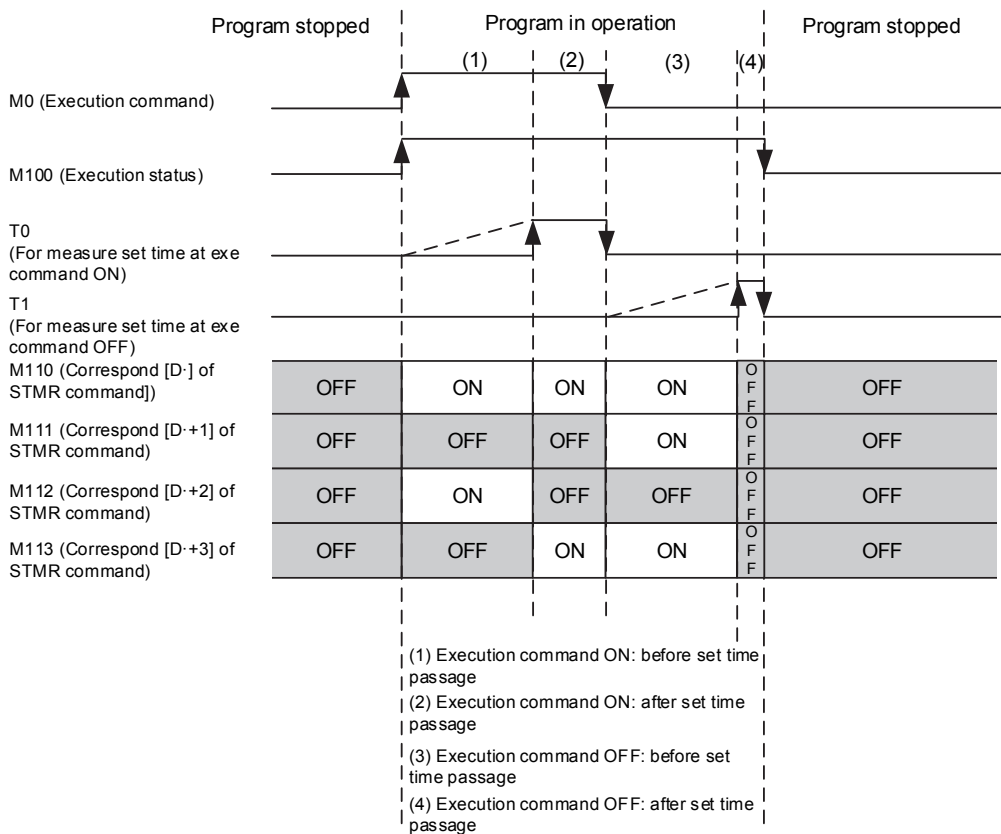 Program stopped
Program in operation
Program stopped
(1)
(2)
(3)
(4)
M0 (Execution command)
M100 (Execution status)
T0
(For measure set time at exe
command ON)
T1
(For measure set time at exe
command OFF)
M110 (Correspond [D·] of
STMR command])
OFF
ON
ON
ON
OFF
OFF
M111 (Correspond [D·+1] of
STMR command)
OFF
OFF
OFF
ON
OFF
OFF
M112 (Correspond [D·+2] of
STMR command)
OFF
ON
OFF
OFF
OFF
OFF
M113 (Correspond [D·+3] of
STMR command)
OFF
OFF
ON
ON
OFF
OFF
(1) Execution command ON: before set time
passage
(2) Execution command ON: after set time
passage
(3) Execution command OFF: before set
time passage
(4) Execution command OFF: after set time
passage